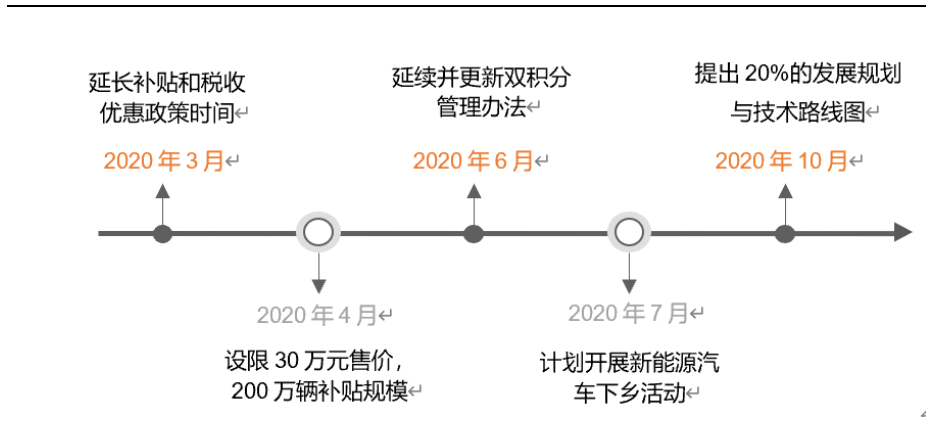 延长补贴和税收
优惠政策时间↵
2020 年 3 月↵
延续并更新双积分
管理办法↵
2020 年 6 月↵
提出 20%的发展规划
与技术路线图↵
2020 年 10 月↵
2020 年 4 月↵
设限 30 万元售价，
200 万辆补贴规模↵
2020 年 7 月↵
计划开展新能源汽
车下乡活动↵